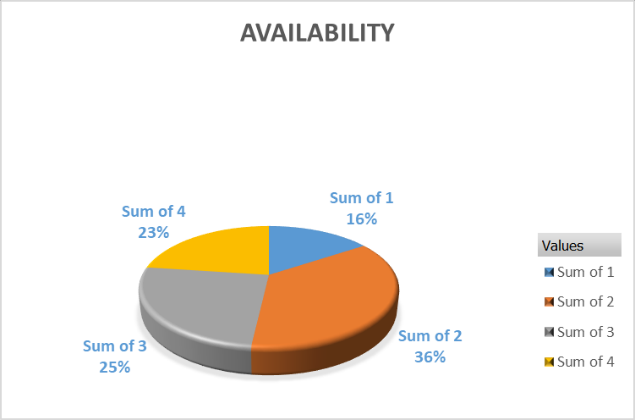 AVAILABILITY
Sum of 1
16%
Sum of 4
23%
Sum of 2
36%
Sum of 3
25%
Values
Sum of 1
Sum of 2
Sum of 3
Sum of 4